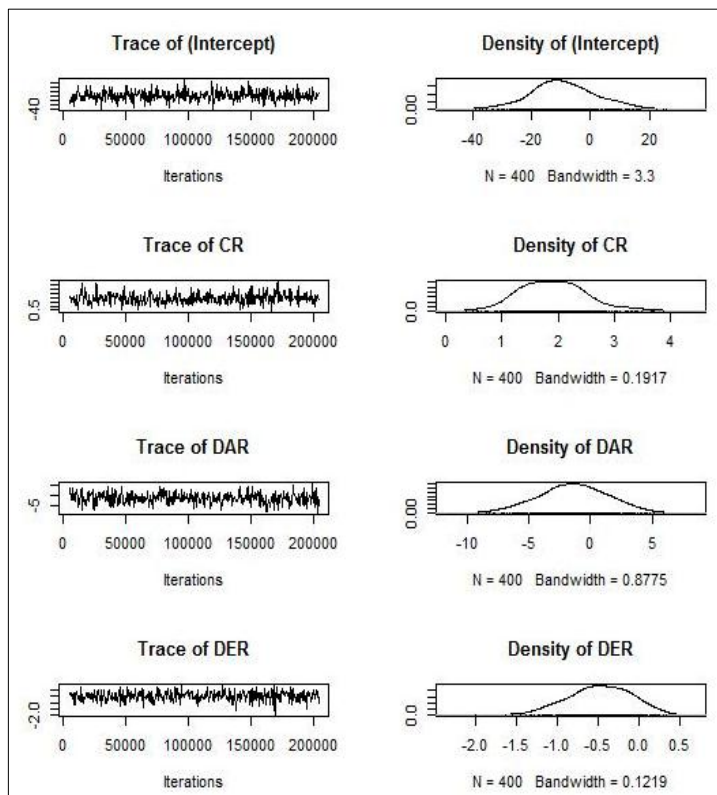 Trace of (Intercept)
-40
0 50000 100000 150000 200000
Iterations
Density of (Intercept)
0.00
-40 -20 0 20
N = 400 Bandwidth = 3.3
Trace of CR
0.5
0 50000 100000 150000 200000
Iterations
Density of CR
0.0
0 1 2 3 4
N = 400 Bandwidth = 0.1917
Trace of DAR
-5
0 50000 100000 150000 200000
Iterations
Density of DAR
0.00
-10 -5 0 5
N = 400 Bandwidth = 0.8775
Trace of DER
-2.0
0 50000 100000 150000 200000
Iterations
Density of DER
0.0
-2.0 -1.5 -1.0 -0.5 0.0 0.5
N = 400 Bandwidth = 0.1219